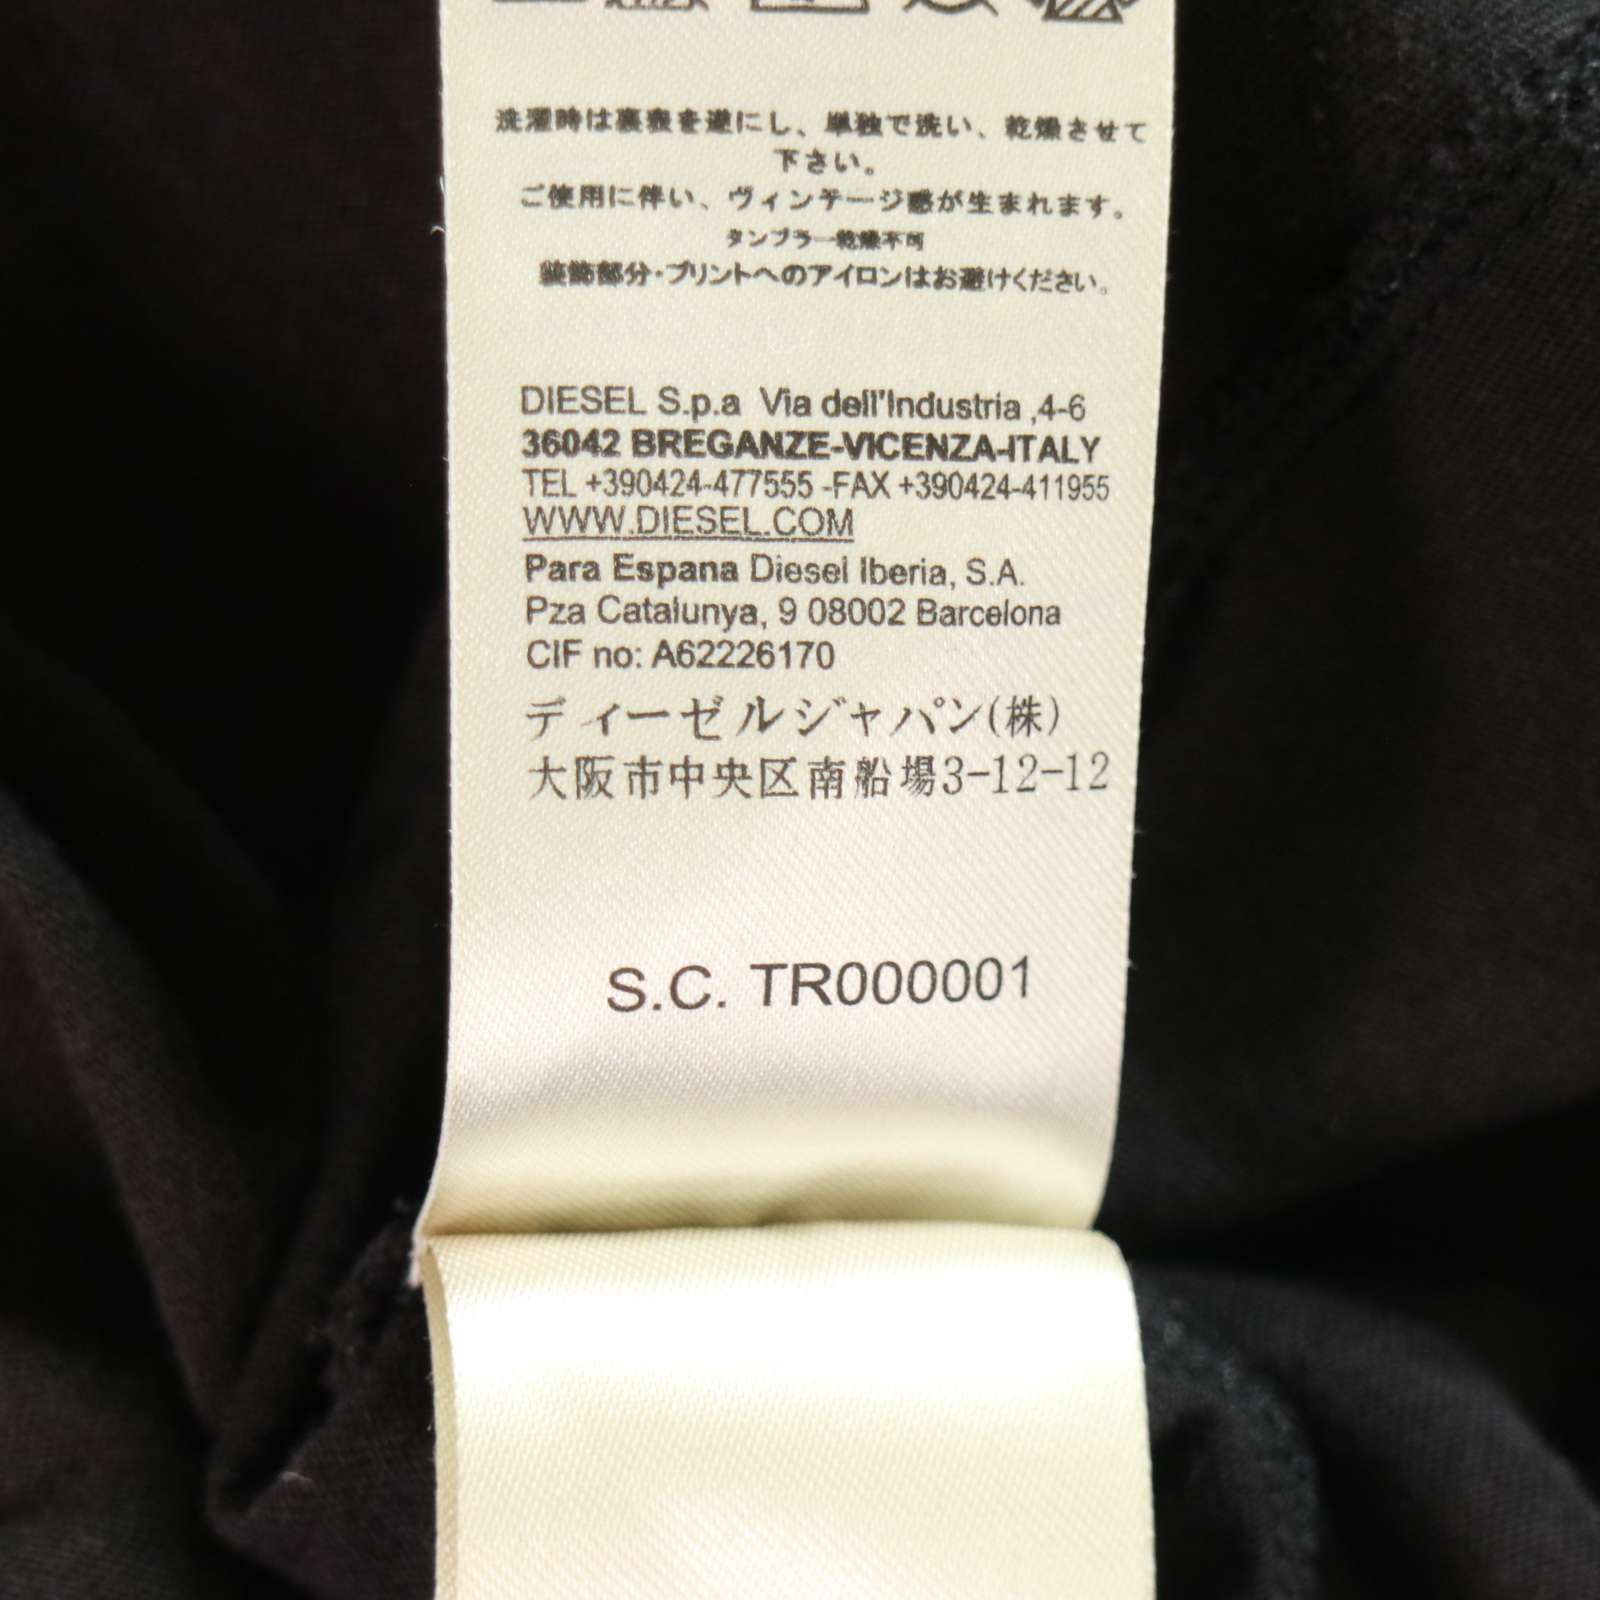 洗濯時は裏表を逆にし、単独で洗い、乾燥させて
下さい。
ご使用に伴い、ヴィンテージ感が生まれます。
タンブラー乾燥不可
装飾部分・プリントへのアイロンはお避けください。
DIESEL S.p.a Via dell'Industria ,4-6
36042 BREGANZE-VICENZA-ITALY
TEL +390424-477555 -FAX +390424-411955
WWW.DIESEL.COM
Para Espana Diesel Iberia, S.A.
Pza Catalunya, 9 08002 Barcelona
CIF no: A62226170
ディーゼルジャパン(株)
大阪市中央区南船場3-12-12
S.C. TR000001